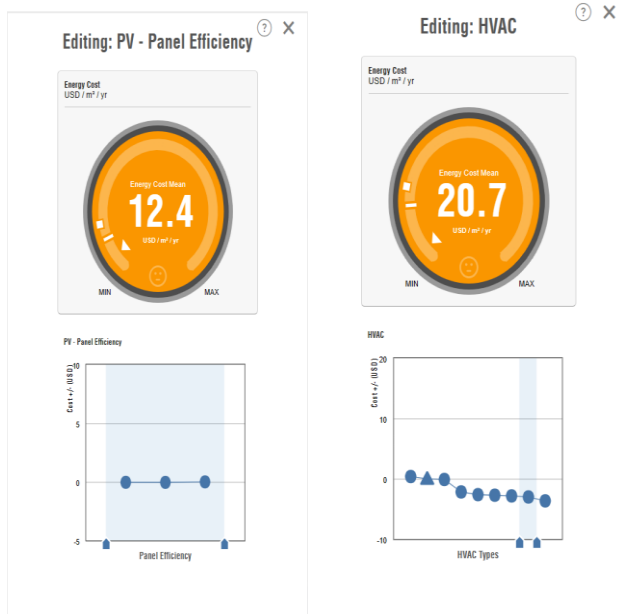 Editing: PV - Panel Efficiency
?
Energy Cost
USD / m² / yr
Energy Cost Mean
12.4
USD / m² / yr
MIN
MAX
PV - Panel Efficiency
Cost +/- (USD)
10
5
0
-5
Panel Efficiency
Editing: HVAC
?
Energy Cost
USD / m² / yr
Energy Cost Mean
20.7
USD / m² / yr
MIN
MAX
HVAC
Cost +/- (USD)
20
10
0
-10
HVAC Types